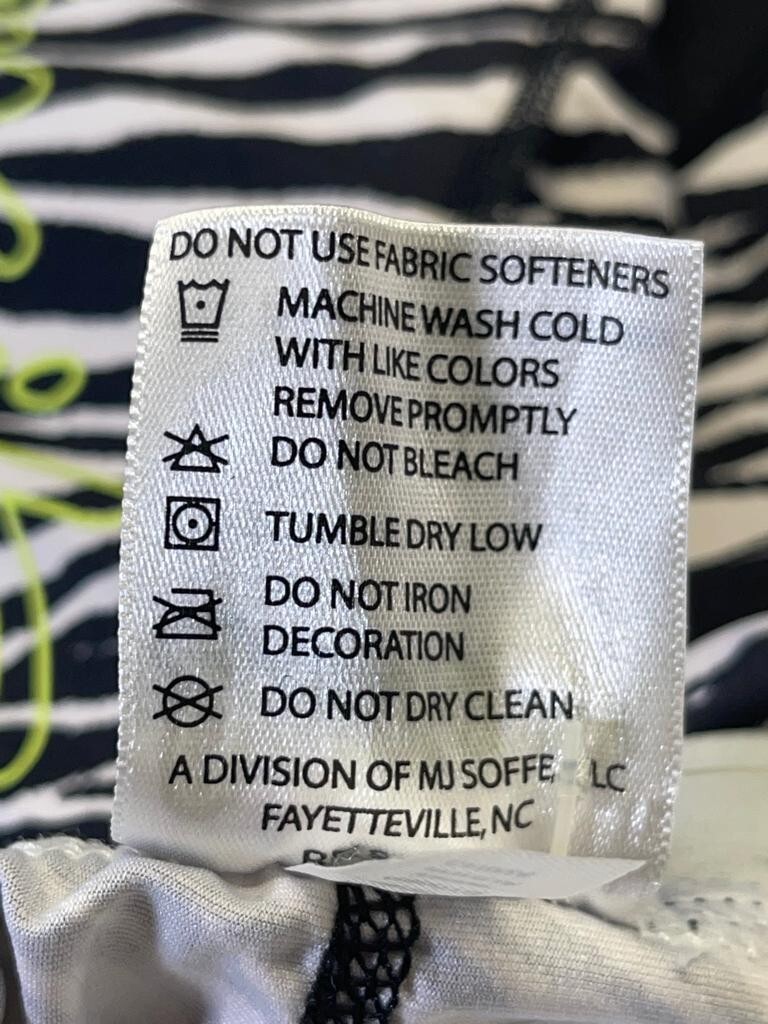 DO NOT USE FABRIC SOFTENERS
MACHINE WASH COLD
WITH LIKE COLORS
REMOVE PROMPTLY
DO NOT BLEACH
TUMBLE DRY LOW
DO NOT IRON
DECORATION
DO NOT DRY CLEAN
A DIVISION OF MJ SOFFE, LC
FAYETTEVILLE, NC